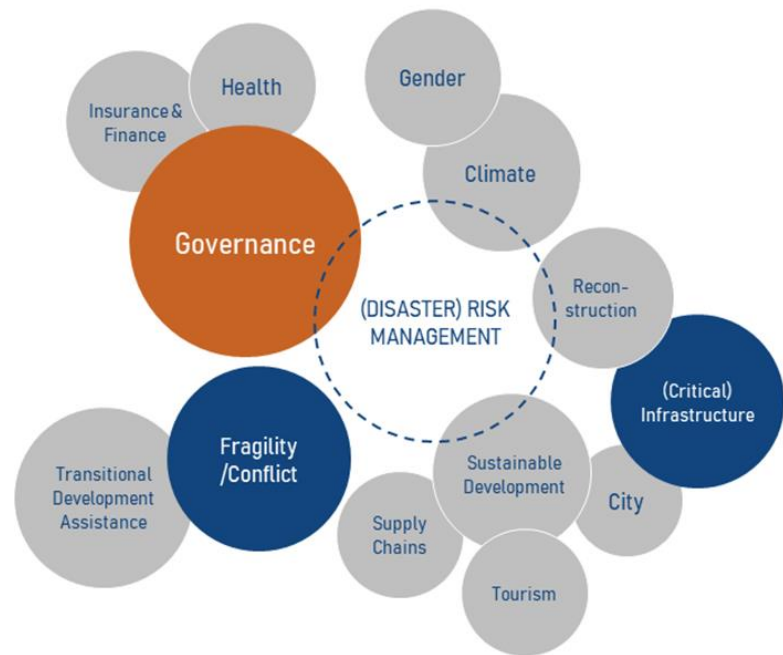 Health
Gender
Insurance &
Finance
Climate
Governance
(DISASTER) RISK
MANAGEMENT
Recon-
struction
(Critical)
Infrastructure
Fragility
/Conflict
Transitional
Development
Assistance
Sustainable
Development
City
Supply
Chains
Tourism